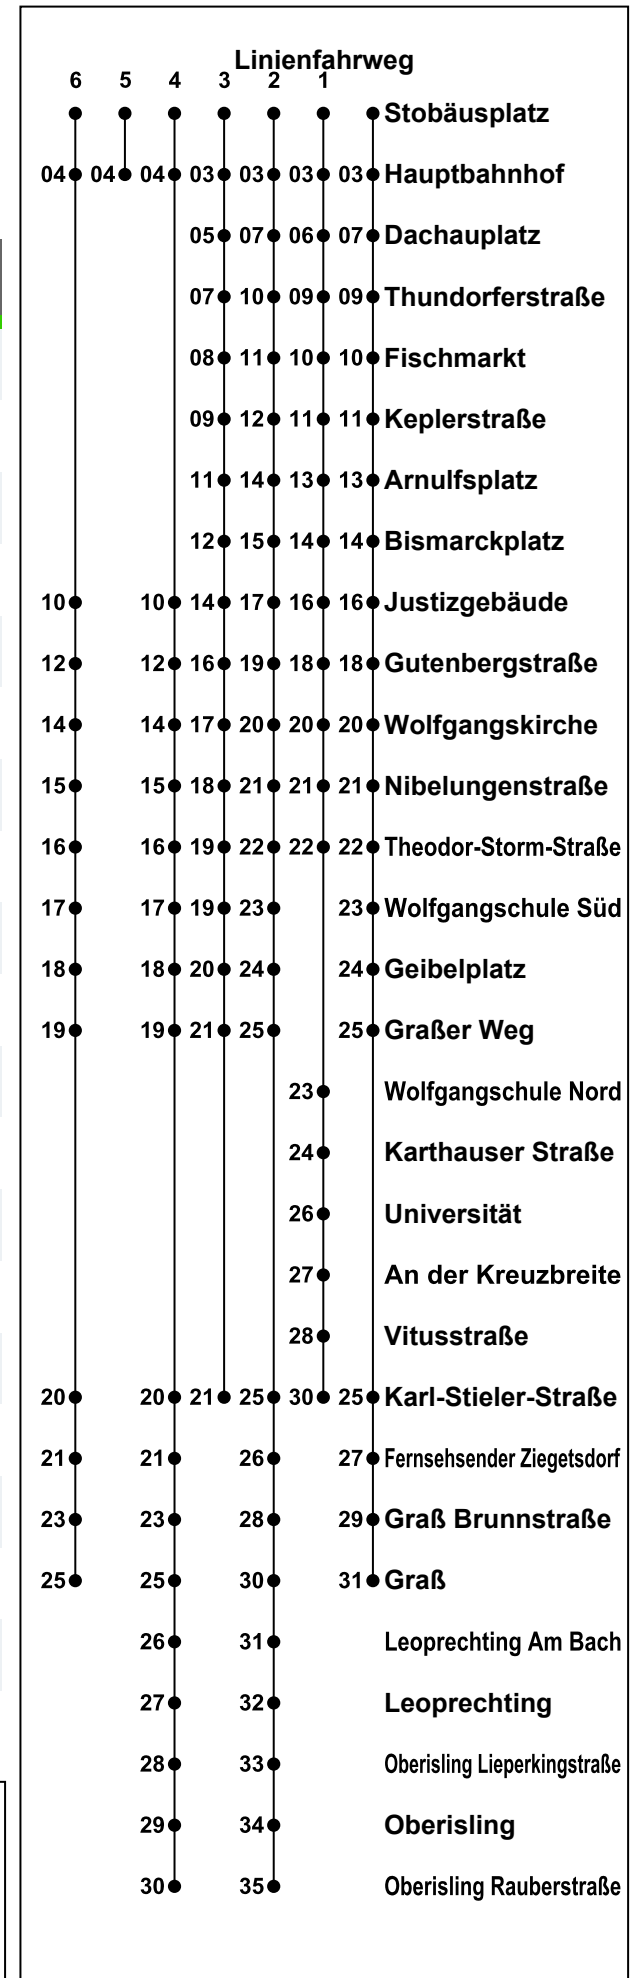 Linienfahrweg
6 5 4 3 2 1
Stobäusplatz
04 04 04 03 03 03 03 Hauptbahnhof
05 07 06 07 Dachauplatz
07 10 09 09 Thundorferstraße
08 11 10 10 Fischmarkt
09 12 11 11 Keplerstraße
11 14 13 13 Arnulfsplatz
12 15 14 14 Bismarckplatz
10 10 14 17 16 16 Justizgebäude
12 12 16 19 18 18 Gutenbergstraße
14 14 17 20 20 20 Wolfgangskirche
15 15 18 21 21 21 Nibelungenstraße
16 16 19 22 22 22 Theodor-Storm-Straße
17 17 19 23 23 Wolfgangschule Süd
18 18 20 24 24 Geibelplatz
19 19 21 25 25 Graßer Weg
23 Wolfgangschule Nord
24 Karthauser Straße
26 Universität
27 An der Kreuzbreite
28 Vitusstraße
20 20 21 25 30 25 Karl-Stieler-Straße
21 21 26 27 Fernsehsender Ziegetsdorf
23 23 28 29 Graß Brunnstraße
25 25 30 31 Graß
26 31 Leoprechting Am Bach
27 32 Leoprechting
28 33 Oberisling Lieperkingstraße
29 34 Oberisling
30 35 Oberisling Rauberstraße